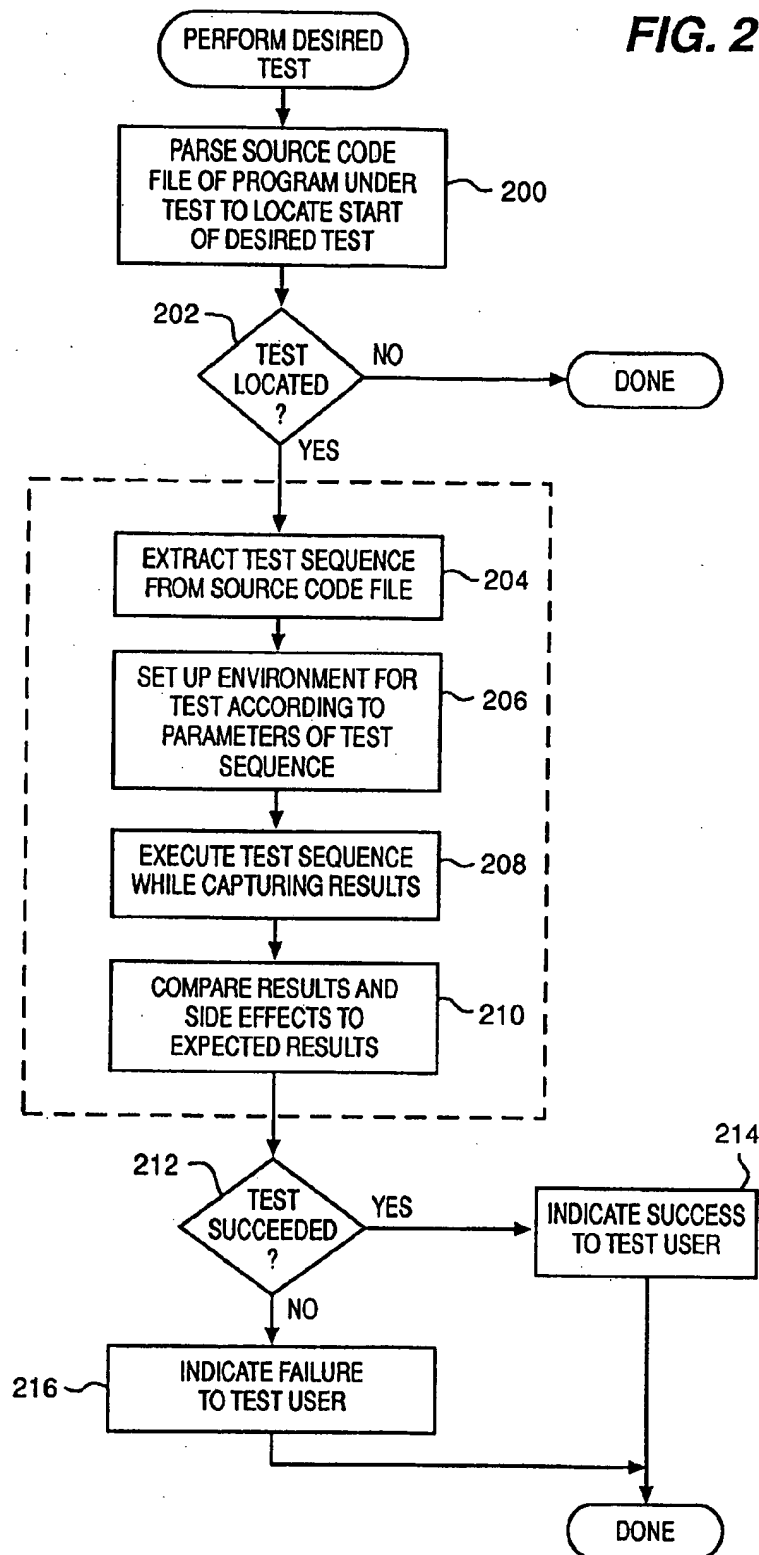 FIG. 2
PERFORM DESIRED
TEST
PARSE SOURCE CODE
FILE OF PROGRAM UNDER
TEST TO LOCATE START
OF DESIRED TEST
200
202
TEST
LOCATED
?
NO
DONE
YES
EXTRACT TEST SEQUENCE
FROM SOURCE CODE FILE
204
SET UP ENVIRONMENT FOR
TEST ACCORDING TO
PARAMETERS OF TEST
SEQUENCE
206
EXECUTE TEST SEQUENCE
WHILE CAPTURING RESULTS
208
COMPARE RESULTS AND
SIDE EFFECTS TO
EXPECTED RESULTS
210
212
TEST
SUCCEEDED
?
YES
214
INDICATE SUCCESS
TO TEST USER
NO
216
INDICATE FAILURE
TO TEST USER
DONE